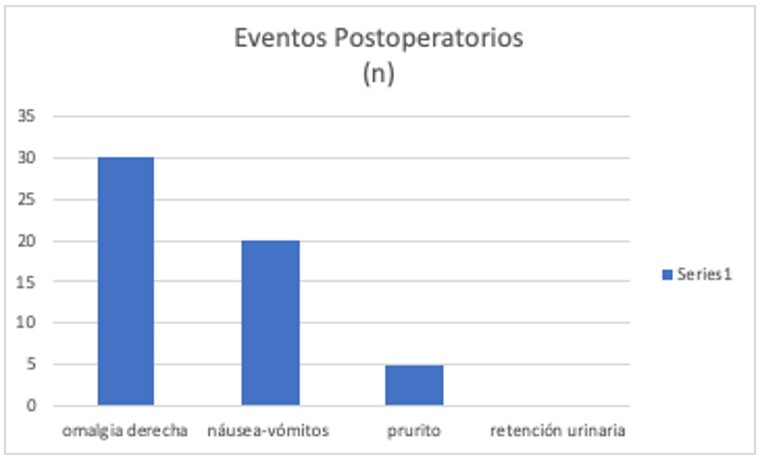 Eventos Postoperatorios
(n)
35
30
25
20
15
10
5
0
omalgia derecha náusea-vómitos prurito retención urinaria
Series1